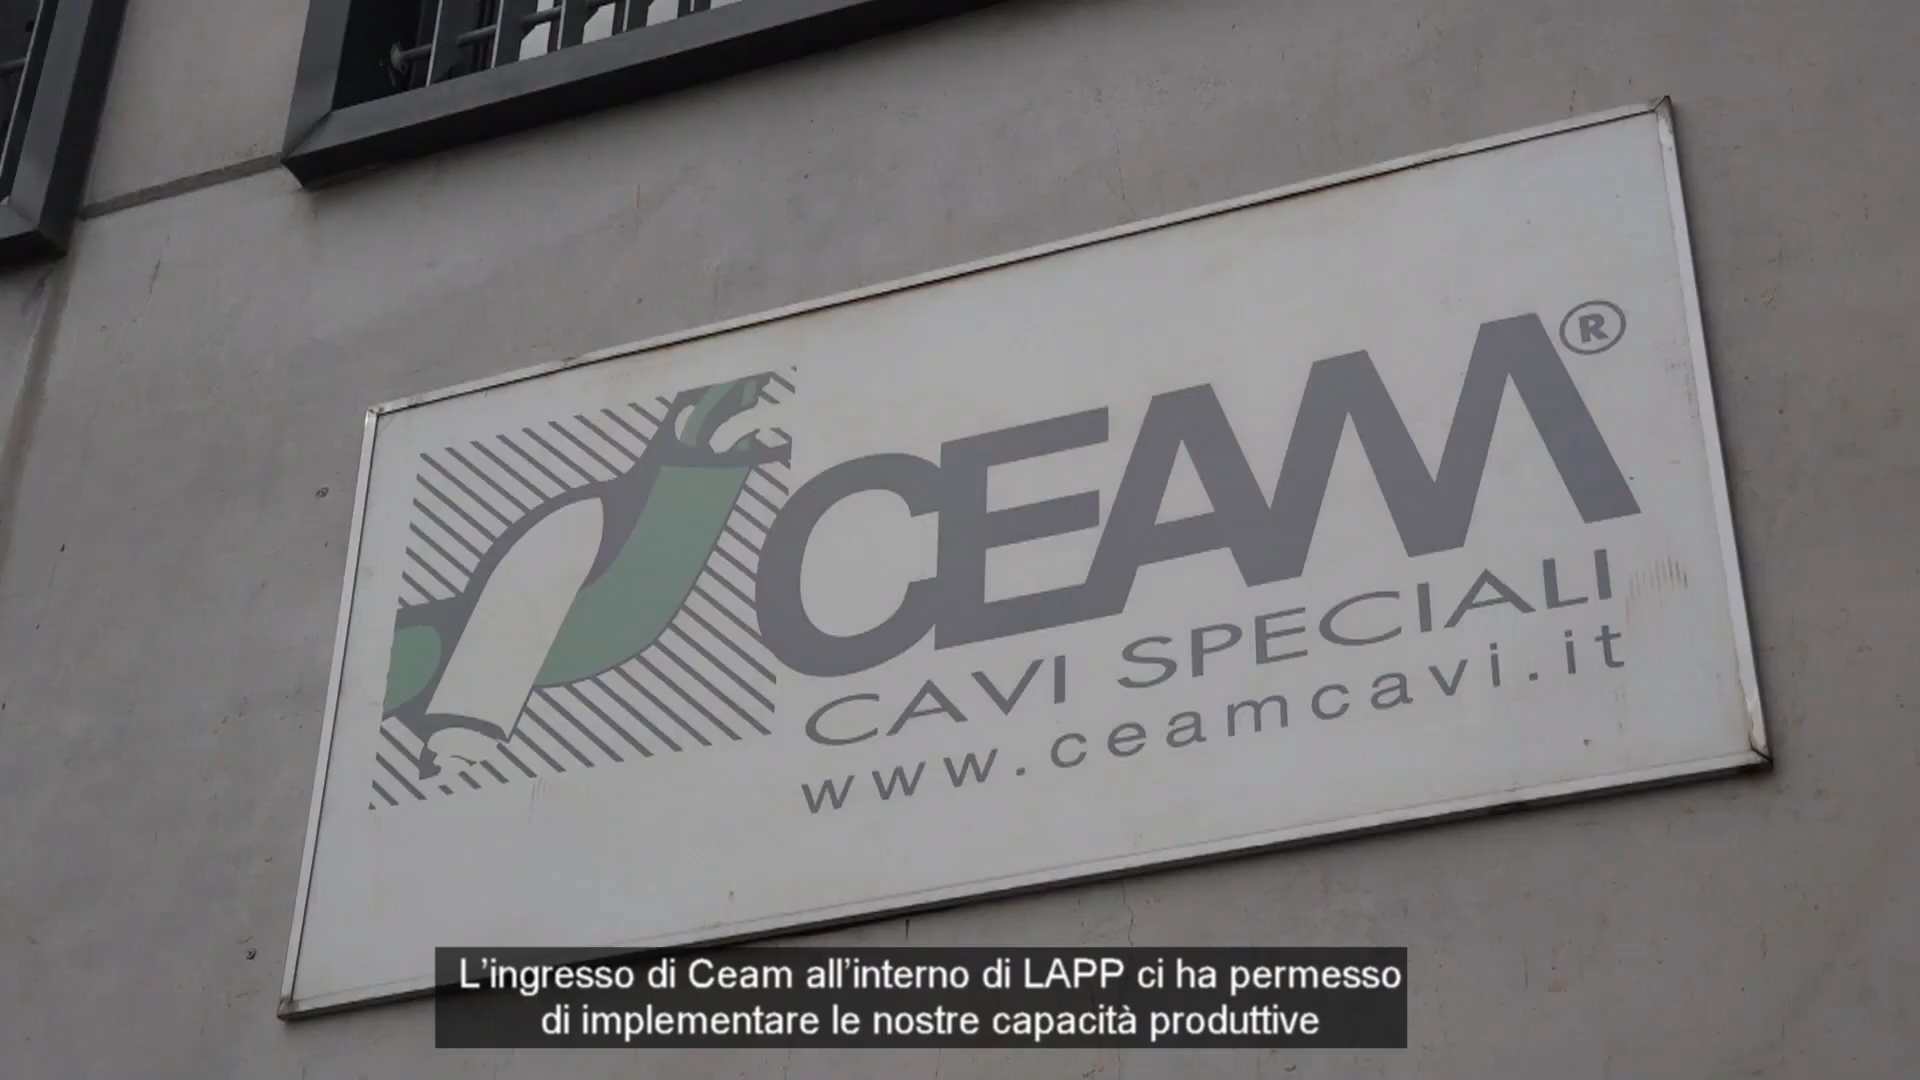 CEAM®
CAVI SPECIALI
www.ceamcavi.it
L’ingresso di Ceam all’interno di LAPP ci ha permesso
di implementare le nostre capacità produttive